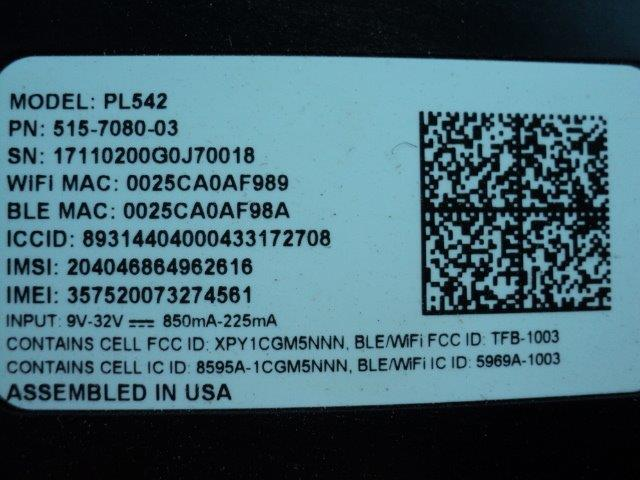 MODEL: PL542
PN: 515-7080-03
SN: 17110200G0J70018
WiFi MAC: 0025CA0AF989
BLE MAC: 0025CA0AF98A
ICCID: 89314404000433172708
IMSI: 204046864962616
IMEI: 357520073274561
INPUT: 9V-32V ⎓ 850mA-225mA
CONTAINS CELL FCC ID: XPY1CGM5NNN, BLE/WiFi FCC ID: TFB-1003
CONTAINS CELL IC ID: 8595A-1CGM5NNN, BLE/WiFi IC ID: 5969A-1003
ASSEMBLED IN USA